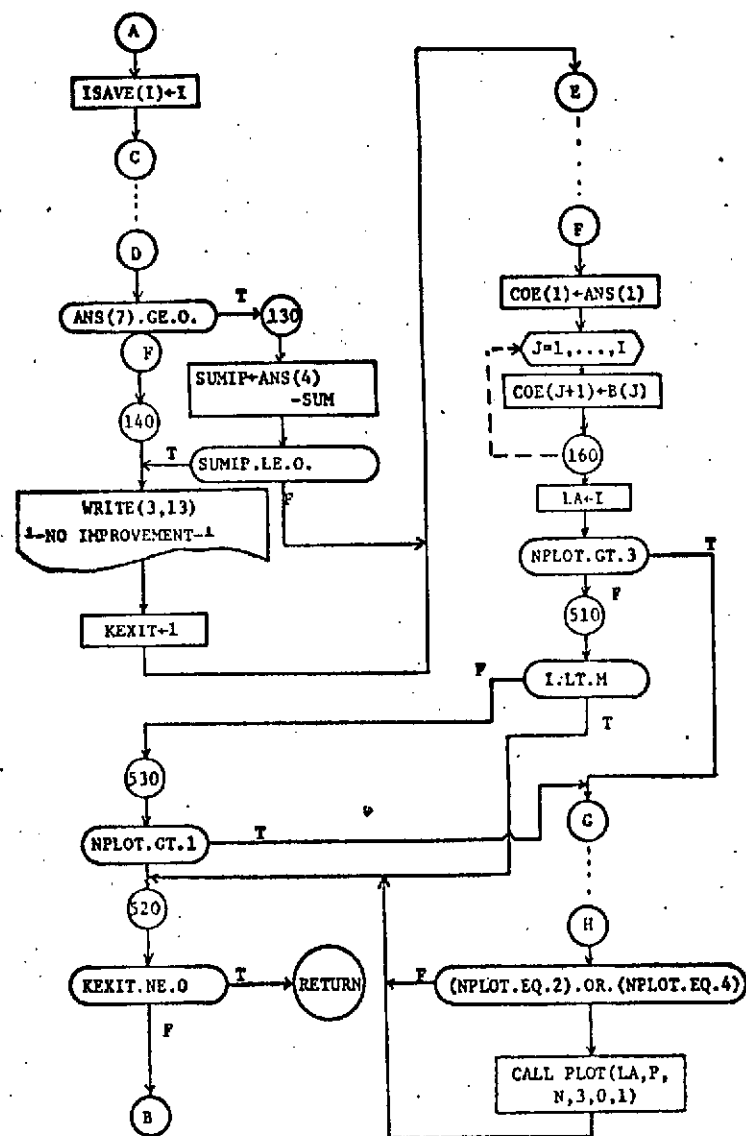 A
ISAVE(I)←I
C
D
ANS(7).GE.O.
T
130
F
SUMIP←ANS(4)
-SUM
140
T
SUMIP.LE.O.
F
WRITE(3,13)
1-NO IMPROVEMENT-1
KEXIT←1
E
F
COE(1)←ANS(1)
J=1,...,I
COE(J+1)←B(J)
160
LA←I
NPLOT.GT.3
T
F
510
I.LT.M
F
T
530
NPLOT.GT.1
T
G
520
H
KEXIT.NE.0
T
RETURN
F
(NPLOT.EQ.2).OR.(NPLOT.EQ.4)
F
CALL PLOT(LA,P,
N,3,0,1)
B